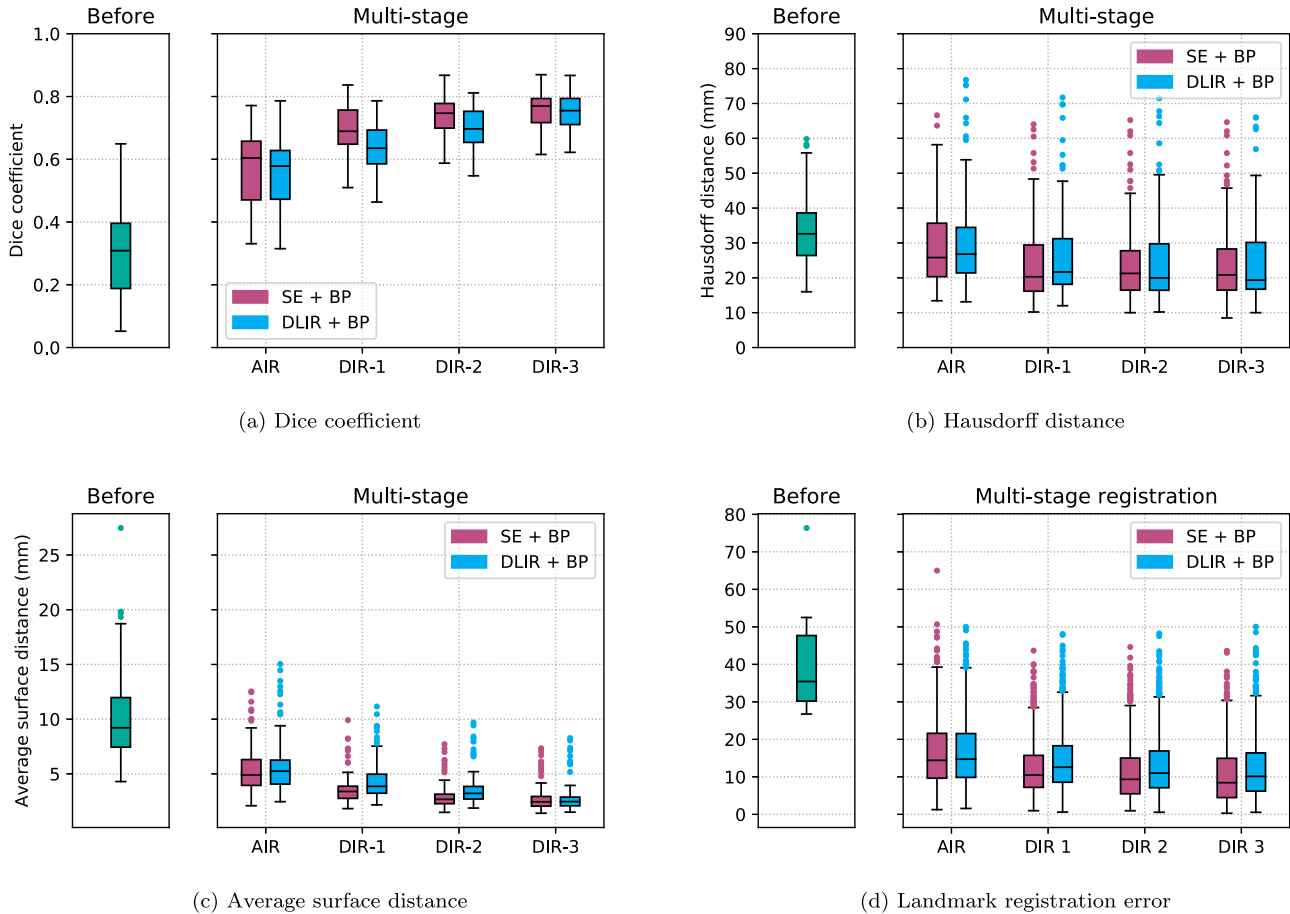 Before
Multi-stage
Dice coefficient
1.0
0.8
0.6
0.4
0.2
0.0
SE + BP
DLIR + BP
AIR DIR-1 DIR-2 DIR-3
(a) Dice coefficient
Before
Multi-stage
Hausdorff distance (mm)
90
80
70
60
50
40
30
20
10
0
SE + BP
DLIR + BP
AIR DIR-1 DIR-2 DIR-3
(b) Hausdorff distance
Before
Multi-stage
Average surface distance (mm)
25
20
15
10
5
SE + BP
DLIR + BP
AIR DIR-1 DIR-2 DIR-3
(c) Average surface distance
Before
Multi-stage registration
80
70
60
50
40
30
20
10
0
SE + BP
DLIR + BP
AIR DIR 1 DIR 2 DIR 3
(d) Landmark registration error